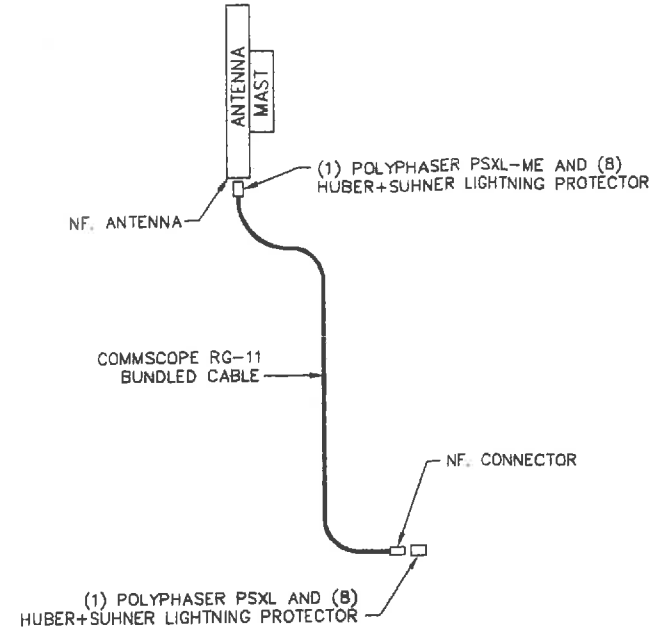 ANTENNA
MAST
(1) POLYPHASER PSXL-ME AND (8)
HUBER+SUHNER LIGHTNING PROTECTOR
NF. ANTENNA
COMMSCOPE RG-11
BUNDLED CABLE
NF. CONNECTOR
(1) POLYPHASER PSXL AND (8)
HUBER+SUHNER LIGHTNING PROTECTOR